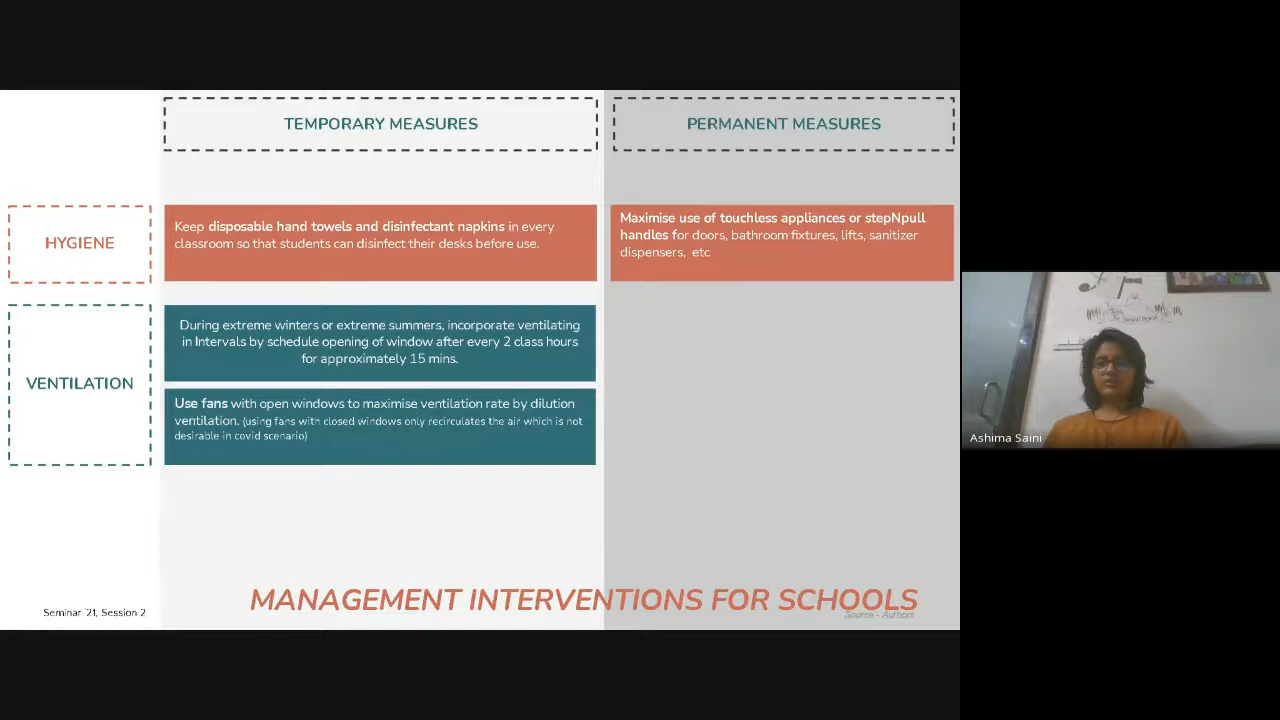 TEMPORARY MEASURES
PERMANENT MEASURES
HYGIENE
Keep disposable hand towels and disinfectant napkins in every
classroom so that students can disinfect their desks before use.
Maximise use of touchless appliances or stepNpull
handles for doors, bathroom fixtures, lifts, sanitizer
dispensers, etc
VENTILATION
During extreme winters or extreme summers, incorporate ventilating
in Intervals by schedule opening of window after every 2 class hours
for approximately 15 mins.
Use fans with open windows to maximise ventilation rate by dilution
ventilation. (using fans with closed windows only recirculates the air which is not
desirable in covid scenario)
MANAGEMENT INTERVENTIONS FOR SCHOOLS
Source - Authors
Seminar '21, Session 2
Ashima Saini